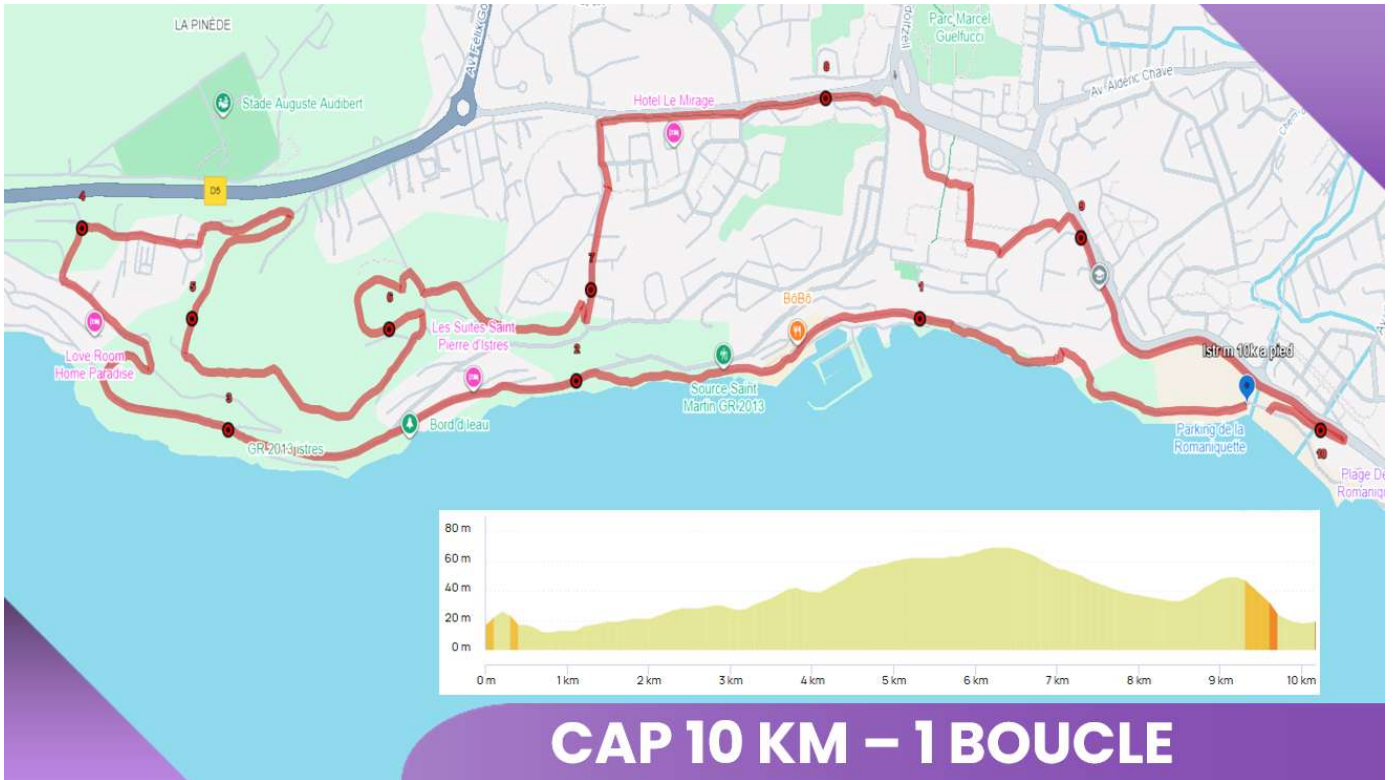 LA PINÈDE
Parc Marcel
Guelfucci
Stade Auguste Audibert
Hotel Le Mirage
Av. Aldéric Chave
8
D5
4
9
5
7
6
BôBô
1
Les Suites Saint
Pierre d'Istres
Love Room
Home Paradise
2
Istrim 10k a pied
Source Saint
Martin GR 2013
3
Bord d'leau
GR 2013 istres
Parking de la
Romaniquette
10
80 m
60 m
40 m
20 m
0 m
0 m
1 km
2 km
3 km
4 km
5 km
6 km
7 km
8 km
9 km
10 km
CAP 10 KM – 1 BOUCLE